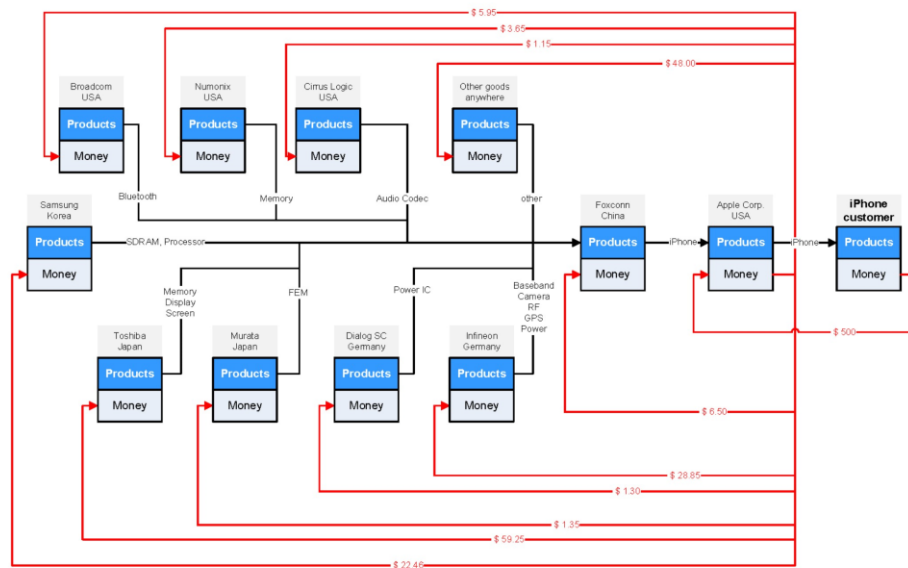 $ 5.95
$ 3.65
$ 1.15
$ 48.00
Broadcom
USA
Products
Money
Numonix
USA
Products
Money
Cirrus Logic
USA
Products
Money
Other goods
anywhere
Products
Money
Bluetooth
Memory
Audio Codec
other
Samsung
Korea
Products
Money
SDRAM, Processor
Foxconn
China
Products
Money
iPhone
Apple Corp.
USA
Products
Money
iPhone
iPhone
customer
Products
Money
Memory
Display
Screen
FEM
Power IC
Baseband
Camera
RF
GPS
Power
$ 500
Toshiba
Japan
Products
Money
Murata
Japan
Products
Money
Dialog SC
Germany
Products
Money
Infineon
Germany
Products
Money
$ 6.50
$ 28.85
$ 1.30
$ 1.35
$ 59.25
$ 22.46